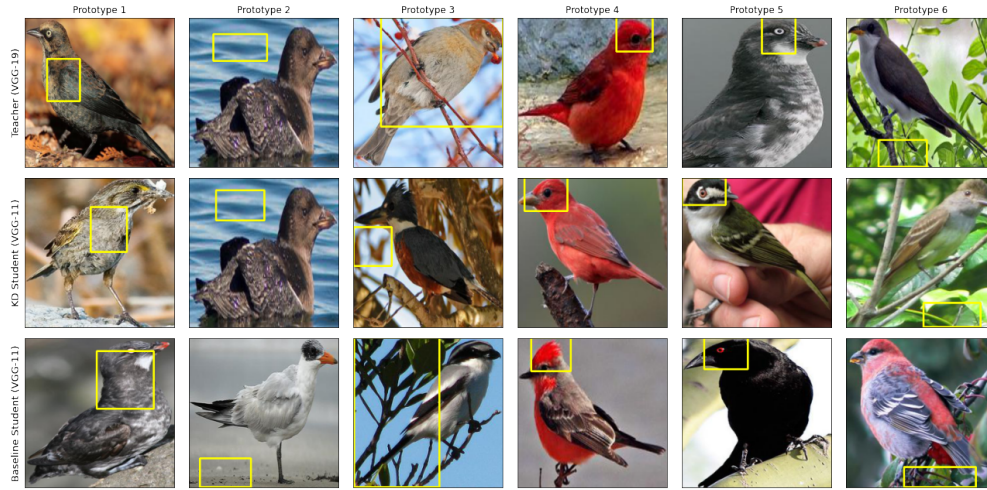 Prototype 1 Prototype 2 Prototype 3 Prototype 4 Prototype 5 Prototype 6
Teacher (VGG-19)
KD Student (VGG-11)
Baseline Student (VGG-11)